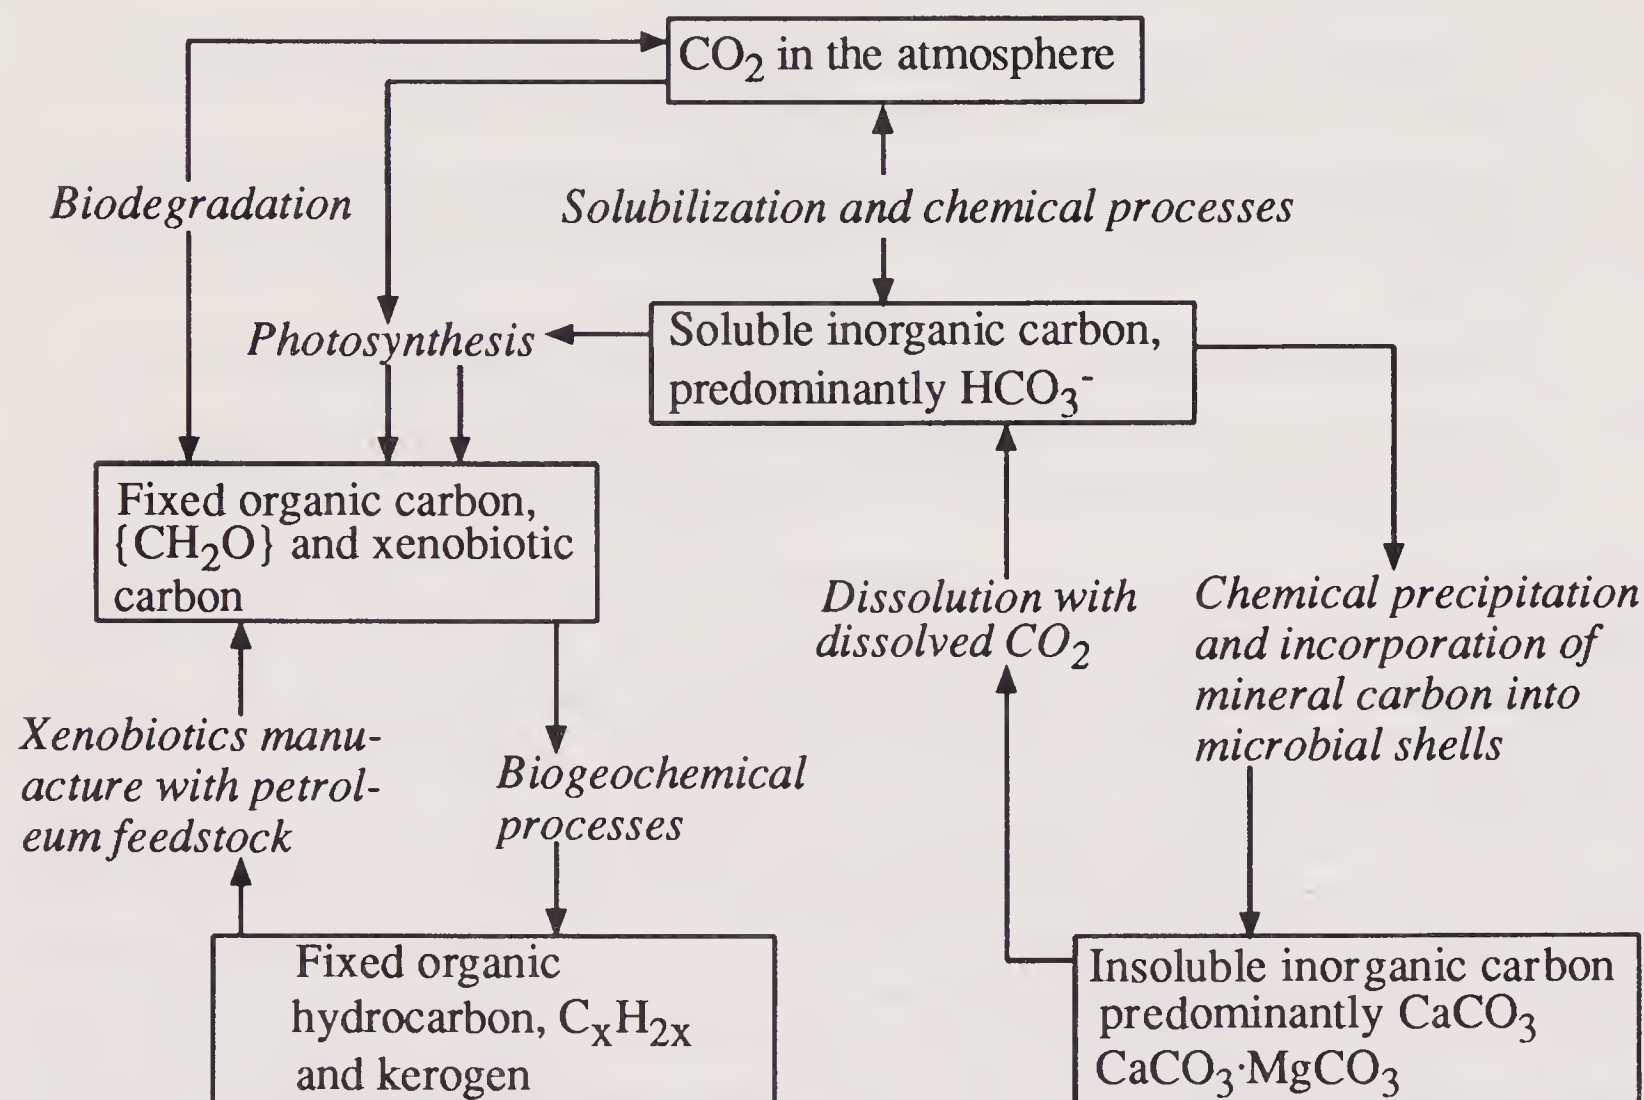 CO₂ in the atmosphere
Biodegradation
Solubilization and chemical processes
Photosynthesis
Soluble inorganic carbon,
predominantly HCO₃⁻
Fixed organic carbon,
{CH₂O} and xenobiotic
carbon
Dissolution with
dissolved CO₂
Chemical precipitation
and incorporation of
mineral carbon into
microbial shells
Xenobiotics manu-
acture with petrol-
eum feedstock
Biogeochemical
processes
Fixed organic
hydrocarbon, CₓH₂ₓ
and kerogen
Insoluble inorganic carbon
predominantly CaCO₃
CaCO₃·MgCO₃